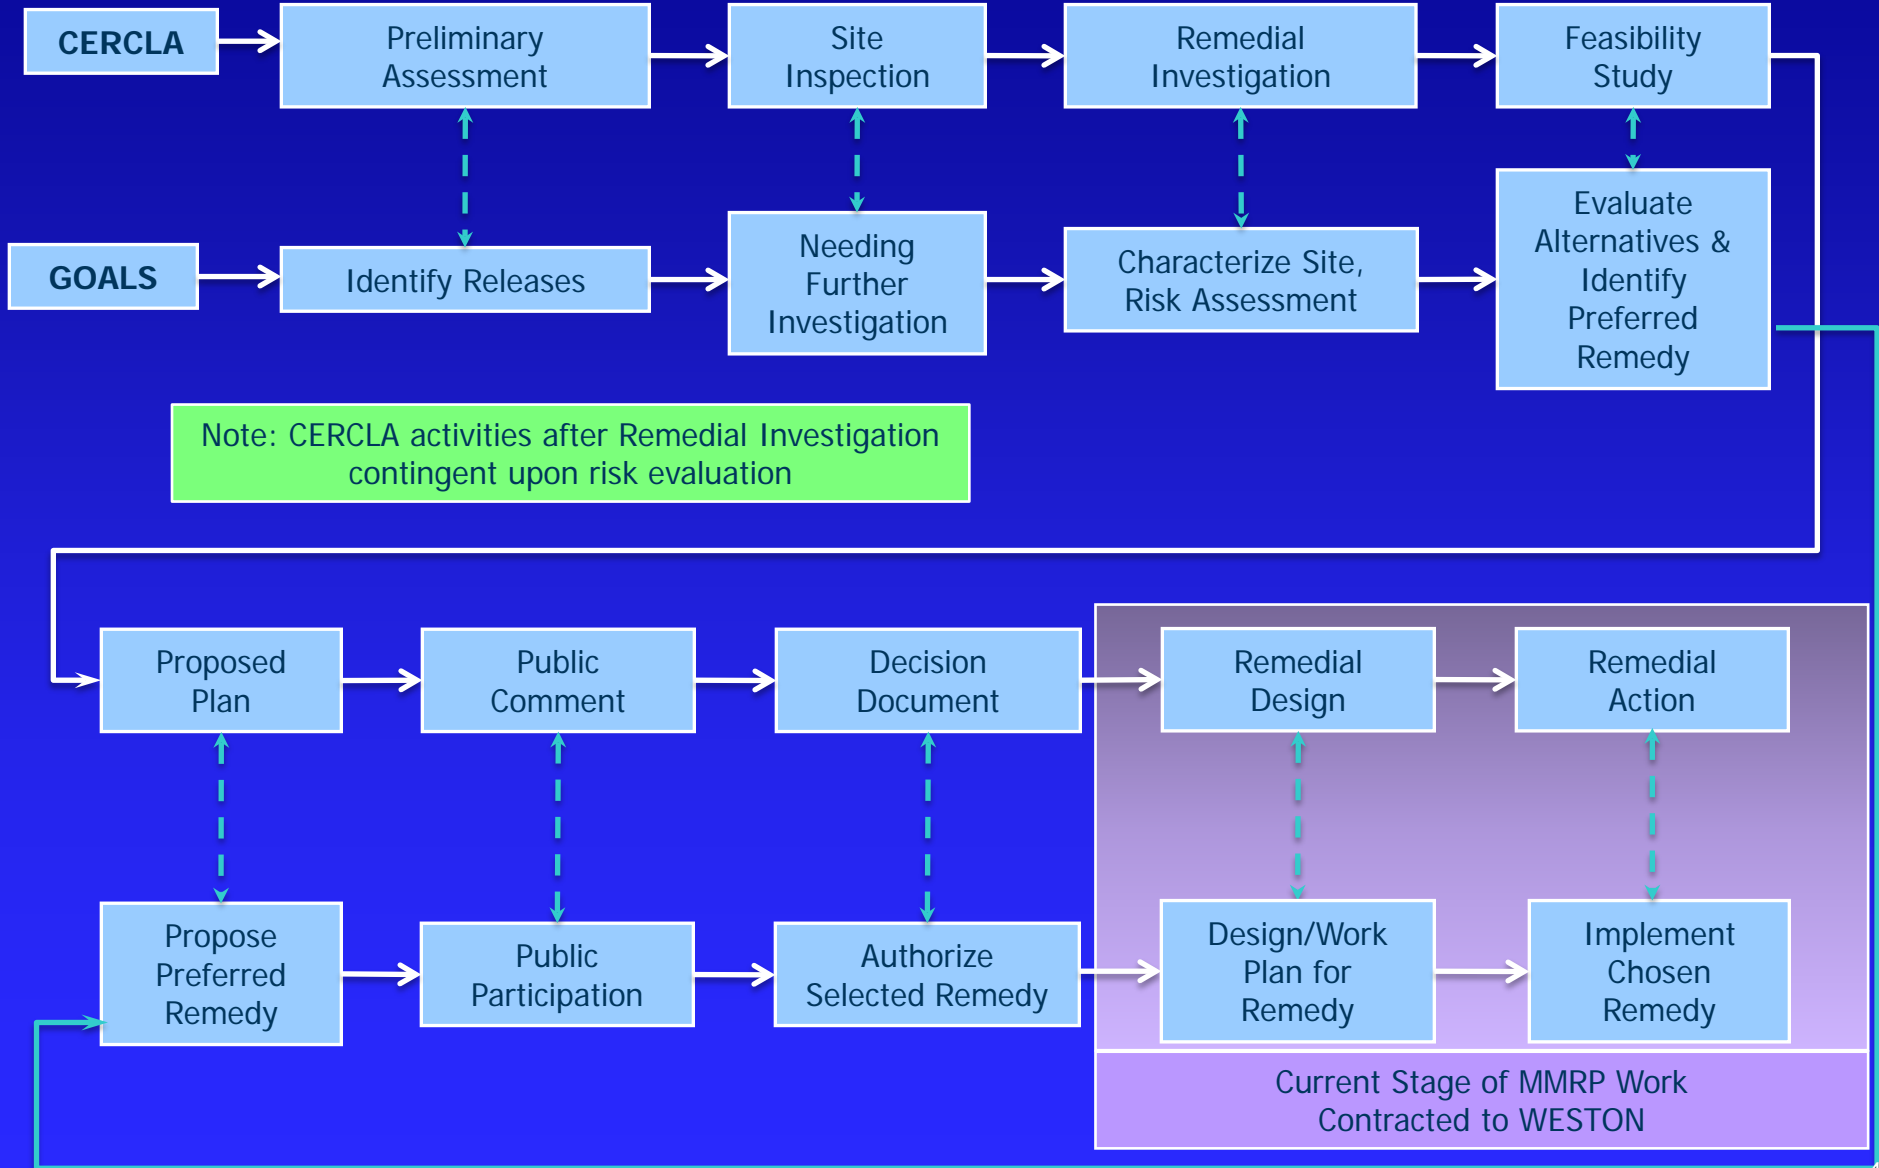 CERCLA
Preliminary
Assessment
Site
Inspection
Remedial
Investigation
Feasibility
Study
GOALS
Identify Releases
Needing
Further
Investigation
Characterize Site,
Risk Assessment
Evaluate
Alternatives &
Identify
Preferred
Remedy
Note: CERCLA activities after Remedial Investigation
contingent upon risk evaluation
Proposed
Plan
Public
Comment
Decision
Document
Remedial
Design
Remedial
Action
Propose
Preferred
Remedy
Public
Participation
Authorize
Selected Remedy
Design/Work
Plan for
Remedy
Implement
Chosen
Remedy
Current Stage of MMRP Work
Contracted to WESTON